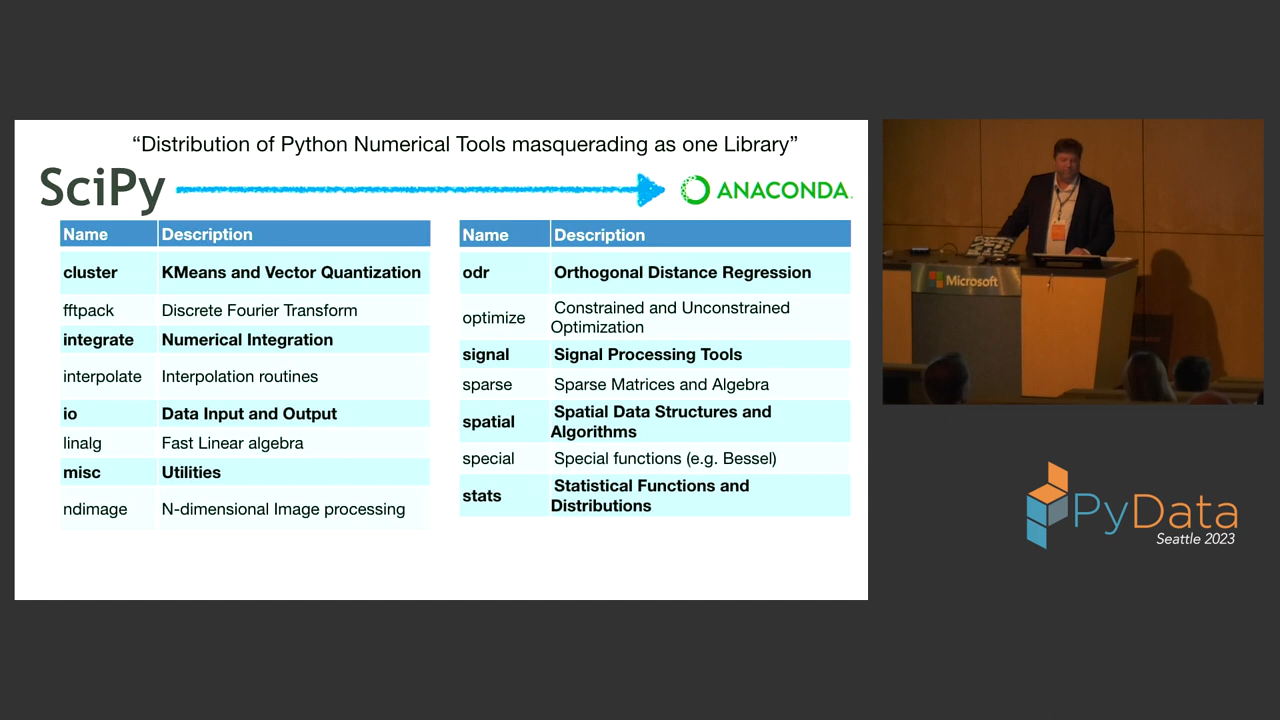 “Distribution of Python Numerical Tools masquerading as one Library”
SciPy
ANACONDA.
Name Description
cluster KMeans and Vector Quantization
fftpack Discrete Fourier Transform
integrate Numerical Integration
interpolate Interpolation routines
io Data Input and Output
linalg Fast Linear algebra
misc Utilities
ndimage N-dimensional Image processing
Name Description
odr Orthogonal Distance Regression
optimize Constrained and Unconstrained
Optimization
signal Signal Processing Tools
sparse Sparse Matrices and Algebra
spatial Spatial Data Structures and
Algorithms
special Special functions (e.g. Bessel)
stats Statistical Functions and
Distributions
Microsoft
PyData
Seattle 2023